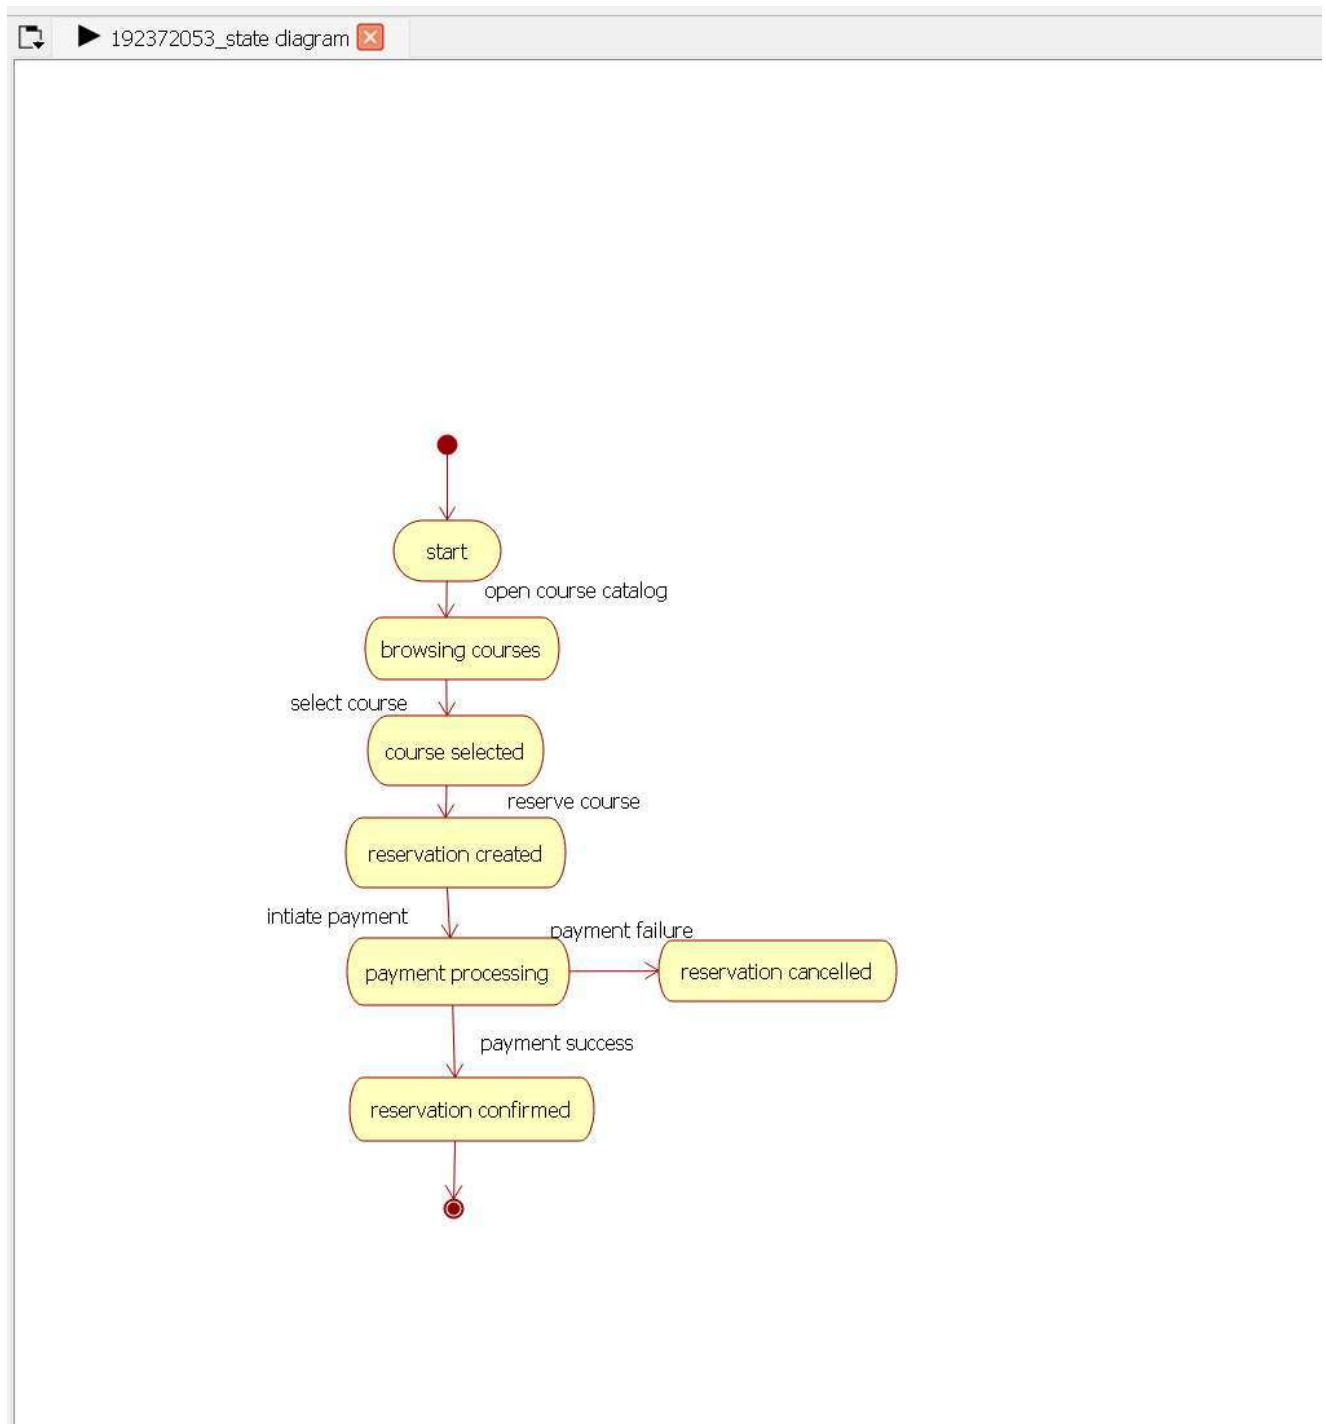 192372053_state diagram
start
open course catalog
browsing courses
select course
course selected
reserve course
reservation created
intiate payment
payment failure
payment processing
reservation cancelled
payment success
reservation confirmed